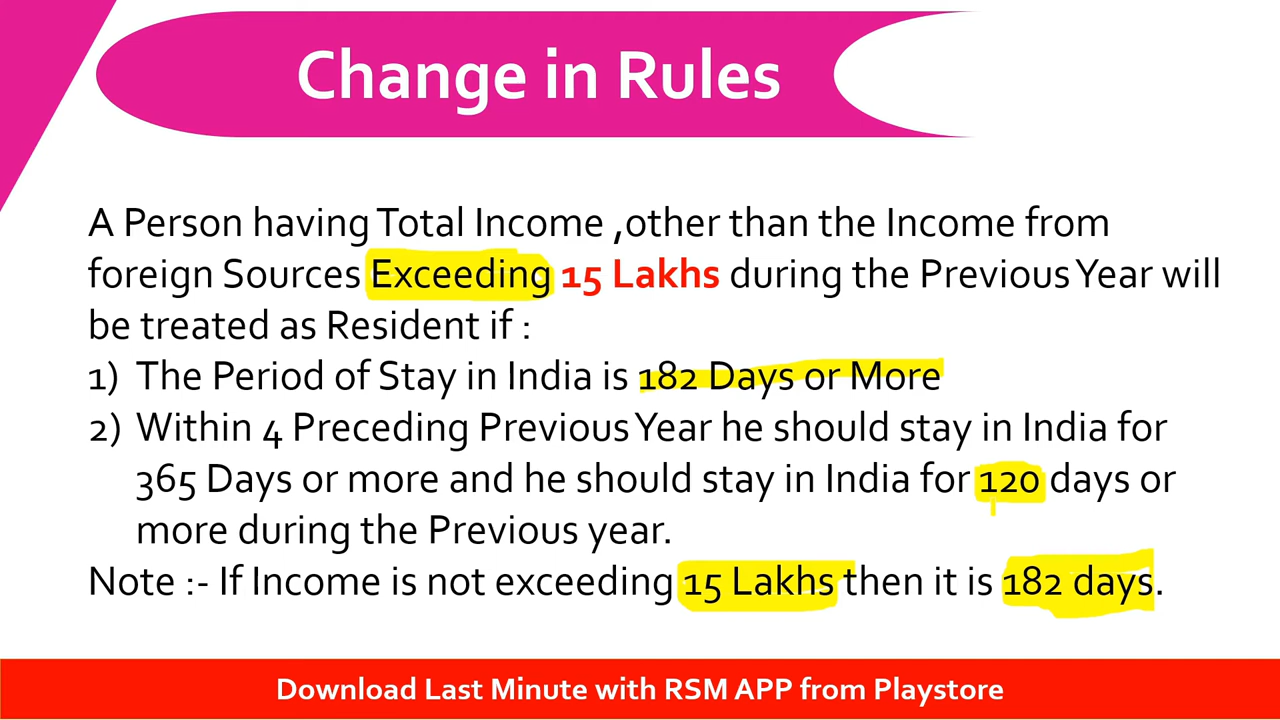 Change in Rules
A Person having Total Income ,other than the Income from
foreign Sources Exceeding 15 Lakhs during the Previous Year will
be treated as Resident if :
1) The Period of Stay in India is 182 Days or More
2) Within 4 Preceding Previous Year he should stay in India for
365 Days or more and he should stay in India for 120 days or
more during the Previous year.
Note :- If Income is not exceeding 15 Lakhs then it is 182 days.
Download Last Minute with RSM APP from Playstore